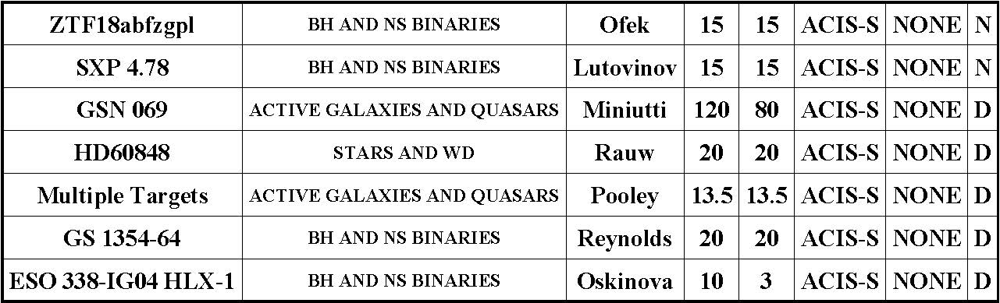 ZTF18abfzgpl BH AND NS BINARIES Ofek 15 15 ACIS-S NONE N
SXP 4.78 BH AND NS BINARIES Lutovinov 15 15 ACIS-S NONE N
GSN 069 ACTIVE GALAXIES AND QUASARS Miniutti 120 80 ACIS-S NONE D
HD60848 STARS AND WD Rauw 20 20 ACIS-S NONE D
Multiple Targets ACTIVE GALAXIES AND QUASARS Pooley 13.5 13.5 ACIS-S NONE D
GS 1354-64 BH AND NS BINARIES Reynolds 20 20 ACIS-S NONE D
ESO 338-IG04 HLX-1 BH AND NS BINARIES Oskinova 10 3 ACIS-S NONE D